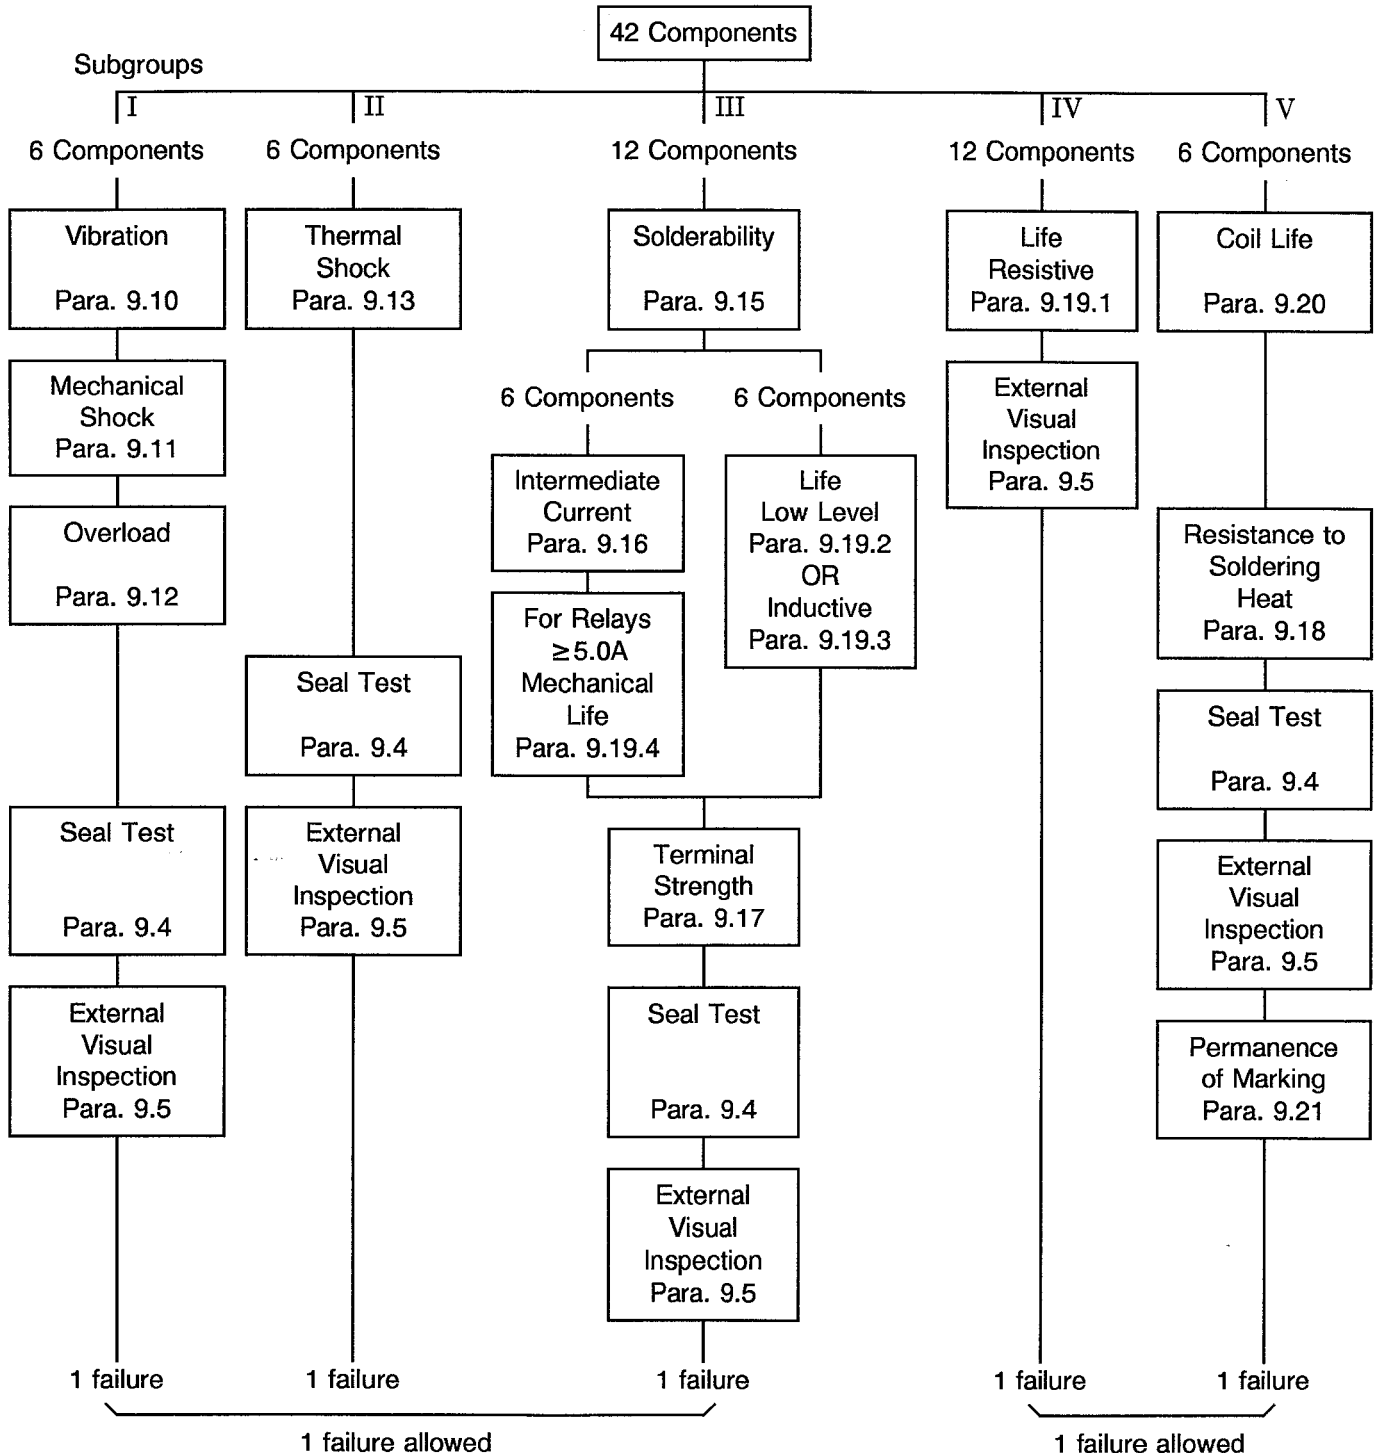 42 Components
Subgroups
I
II
III
IV
V
6 Components
6 Components
12 Components
12 Components
6 Components
Vibration
Para. 9.10
Mechanical
Shock
Para. 9.11
Overload
Para. 9.12
Seal Test
Para. 9.4
External
Visual
Inspection
Para. 9.5
Thermal
Shock
Para. 9.13
Seal Test
Para. 9.4
External
Visual
Inspection
Para. 9.5
Solderability
Para. 9.15
6 Components
6 Components
Intermediate
Current
Para. 9.16
For Relays
≥5.0A
Mechanical
Life
Para. 9.19.4
Life
Low Level
Para. 9.19.2
OR
Inductive
Para. 9.19.3
Terminal
Strength
Para. 9.17
Seal Test
Para. 9.4
External
Visual
Inspection
Para. 9.5
Life
Resistive
Para. 9.19.1
External
Visual
Inspection
Para. 9.5
Coil Life
Para. 9.20
Resistance to
Soldering
Heat
Para. 9.18
Seal Test
Para. 9.4
External
Visual
Inspection
Para. 9.5
Permanence
of Marking
Para. 9.21
1 failure
1 failure
1 failure
1 failure
1 failure
1 failure allowed
1 failure allowed